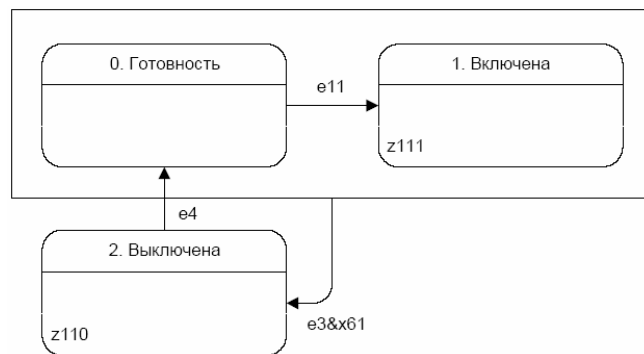 0. Готовность
1. Включена
e11
z111
e4
2. Выключена
e3&x61
z110